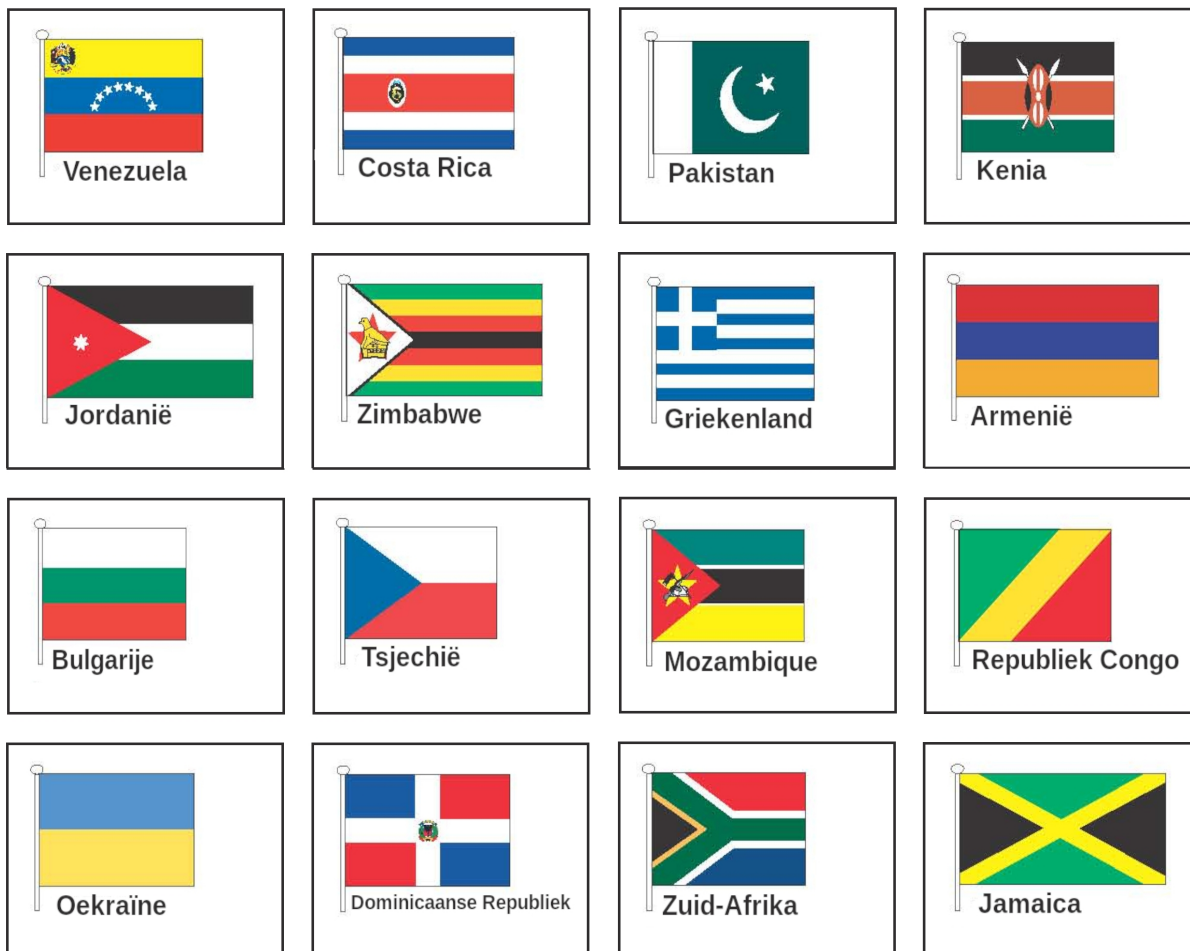 Venezuela
Costa Rica
Pakistan
Kenia
Jordanië
Zimbabwe
Griekenland
Armenië
Bulgarije
Tsjechië
Mozambique
Republiek Congo
Oekraïne
Dominicaanse Republiek
Zuid-Afrika
Jamaica